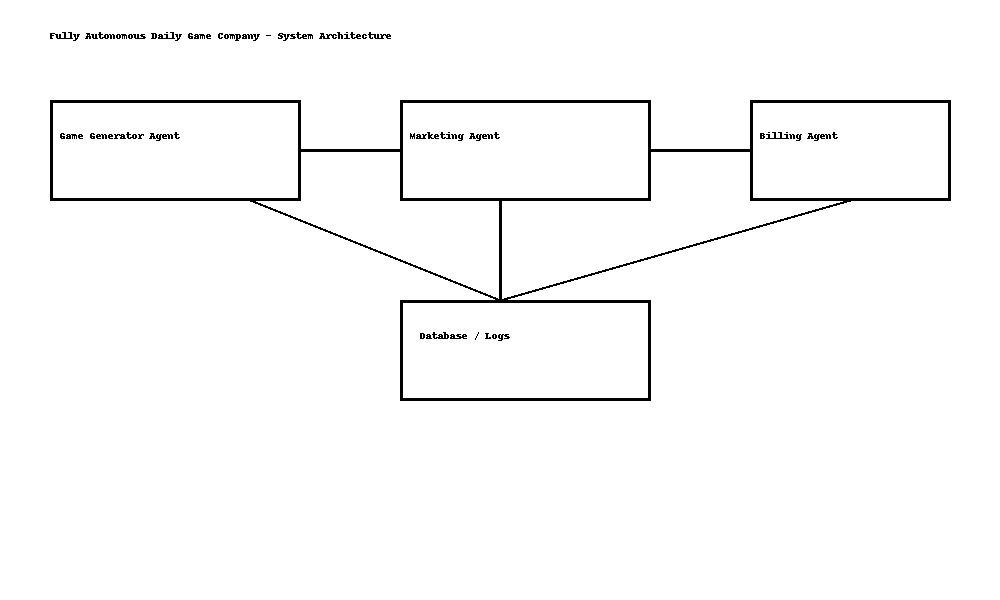 Fully Autonomous Daily Game Company - System Architecture
Game Generator Agent
Marketing Agent
Billing Agent
Database / Logs